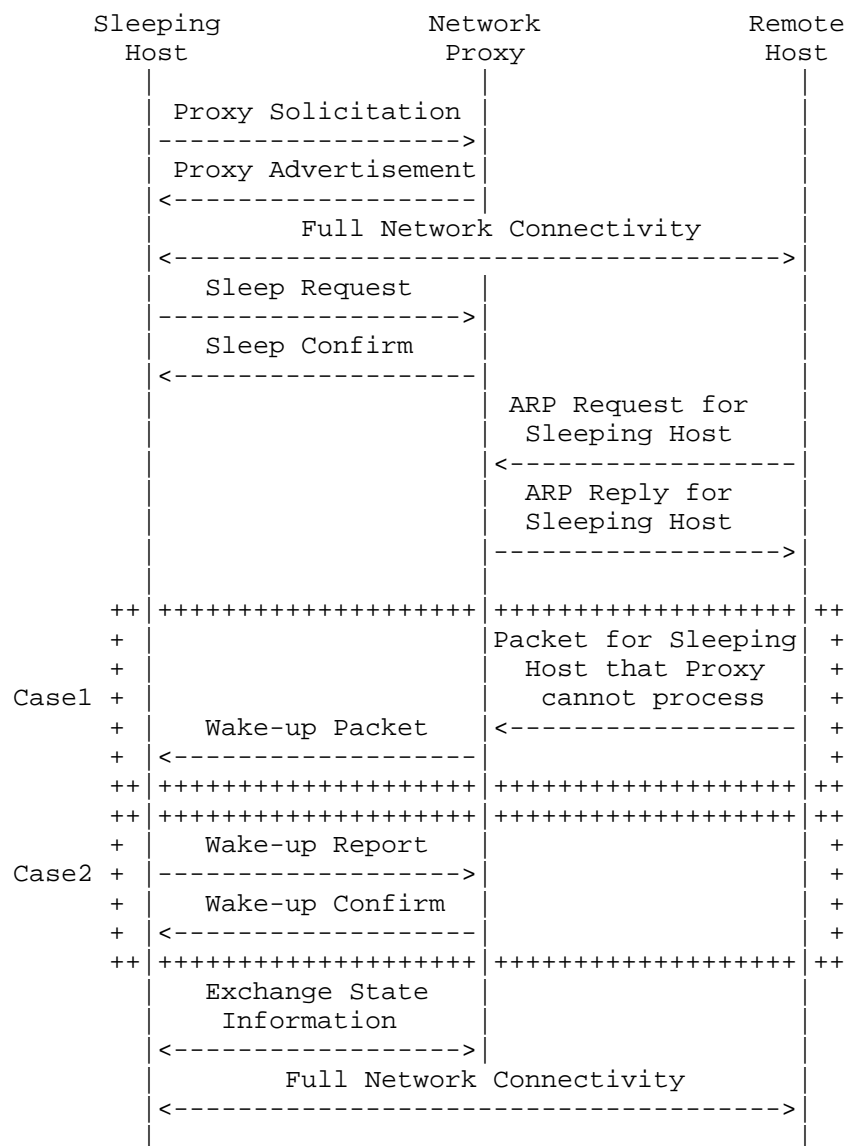 Sleeping Network Remote
Host Proxy Host
Proxy Solicitation
Proxy Advertisement
Full Network Connectivity
Sleep Request
Sleep Confirm
ARP Request for
Sleeping Host
ARP Reply for
Sleeping Host
Packet for Sleeping
Host that Proxy
Case1 cannot process
Wake-up Packet
Wake-up Report
Case2
Wake-up Confirm
Exchange State
Information
Full Network Connectivity